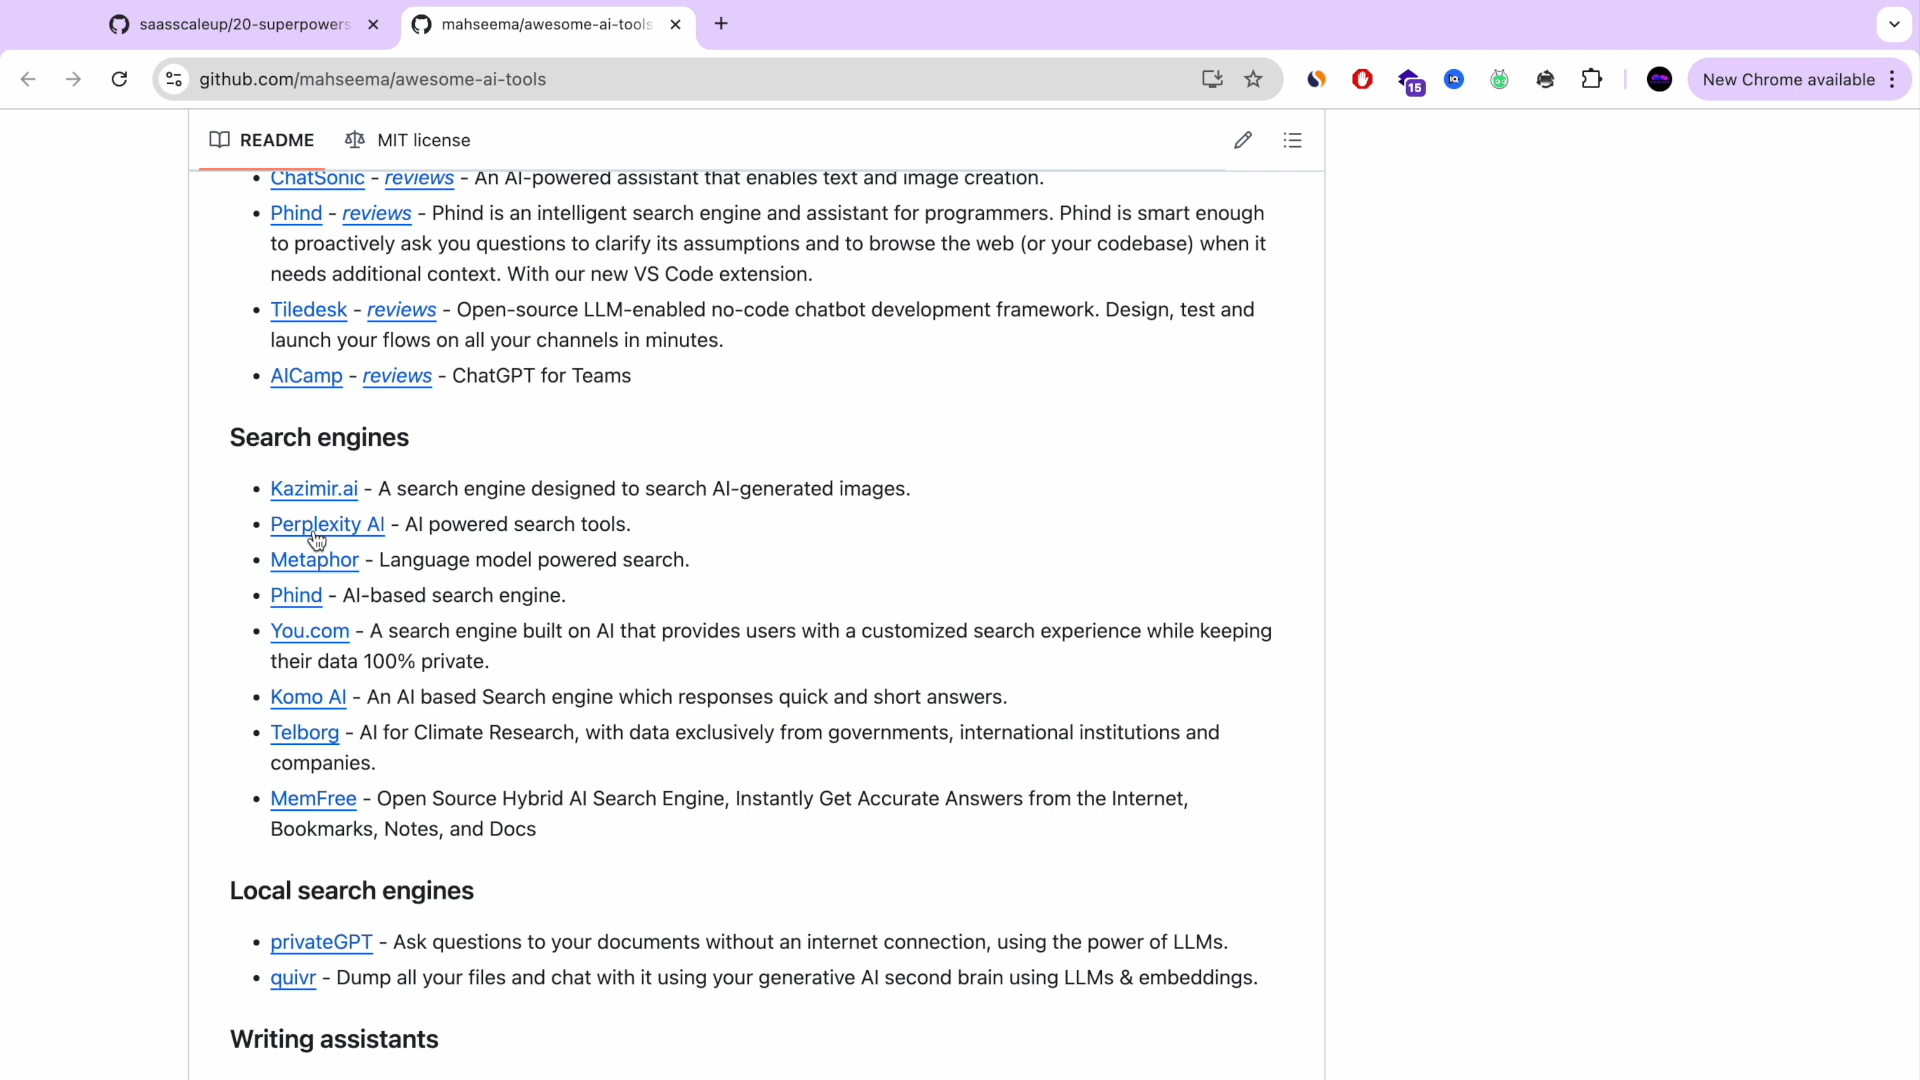 saasscaleup/20-superpowers
mahseema/awesome-ai-tools
github.com/mahseema/awesome-ai-tools
15
New Chrome available
README
MIT license
ChatSonic - reviews - An AI-powered assistant that enables text and image creation.
Phind - reviews - Phind is an intelligent search engine and assistant for programmers. Phind is smart enough
to proactively ask you questions to clarify its assumptions and to browse the web (or your codebase) when it
needs additional context. With our new VS Code extension.
Tiledesk - reviews - Open-source LLM-enabled no-code chatbot development framework. Design, test and
launch your flows on all your channels in minutes.
AICamp - reviews - ChatGPT for Teams
Search engines
Kazimir.ai - A search engine designed to search AI-generated images.
Perplexity AI - AI powered search tools.
Metaphor - Language model powered search.
Phind - AI-based search engine.
You.com - A search engine built on AI that provides users with a customized search experience while keeping
their data 100% private.
Komo AI - An AI based Search engine which responses quick and short answers.
Telborg - AI for Climate Research, with data exclusively from governments, international institutions and
companies.
MemFree - Open Source Hybrid AI Search Engine, Instantly Get Accurate Answers from the Internet,
Bookmarks, Notes, and Docs
Local search engines
privateGPT - Ask questions to your documents without an internet connection, using the power of LLMs.
quivr - Dump all your files and chat with it using your generative AI second brain using LLMs & embeddings.
Writing assistants